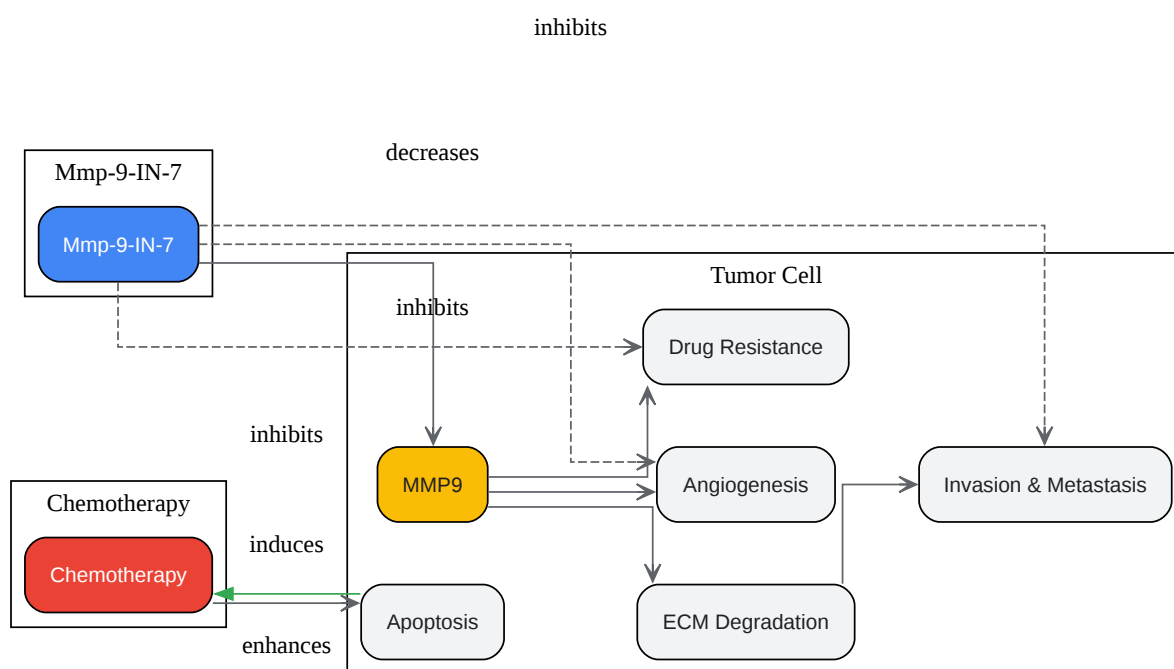 inhibits
decreases
Mmp-9-IN-7
Mmp-9-IN-7
Tumor Cell
inhibits
Drug Resistance
inhibits
MMP9
Angiogenesis
Invasion & Metastasis
Chemotherapy
induces
Chemotherapy
Apoptosis
ECM Degradation
enhances